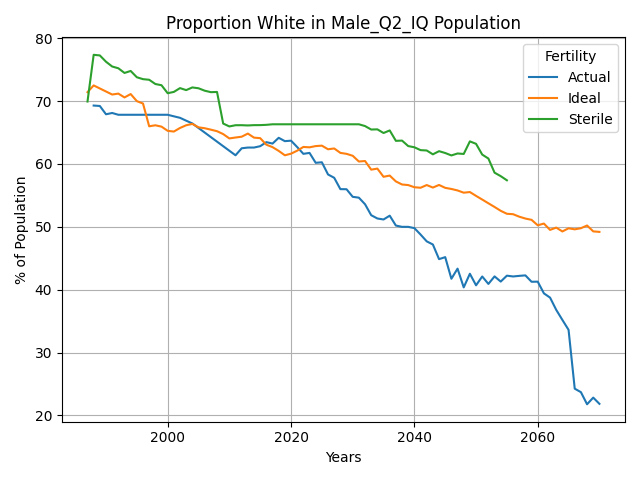 Proportion White in Male_Q2_IQ Population
80
70
60
50
40
30
20
% of Population
Fertility
Actual
Ideal
Sterile
2000
2020
2040
2060
Years